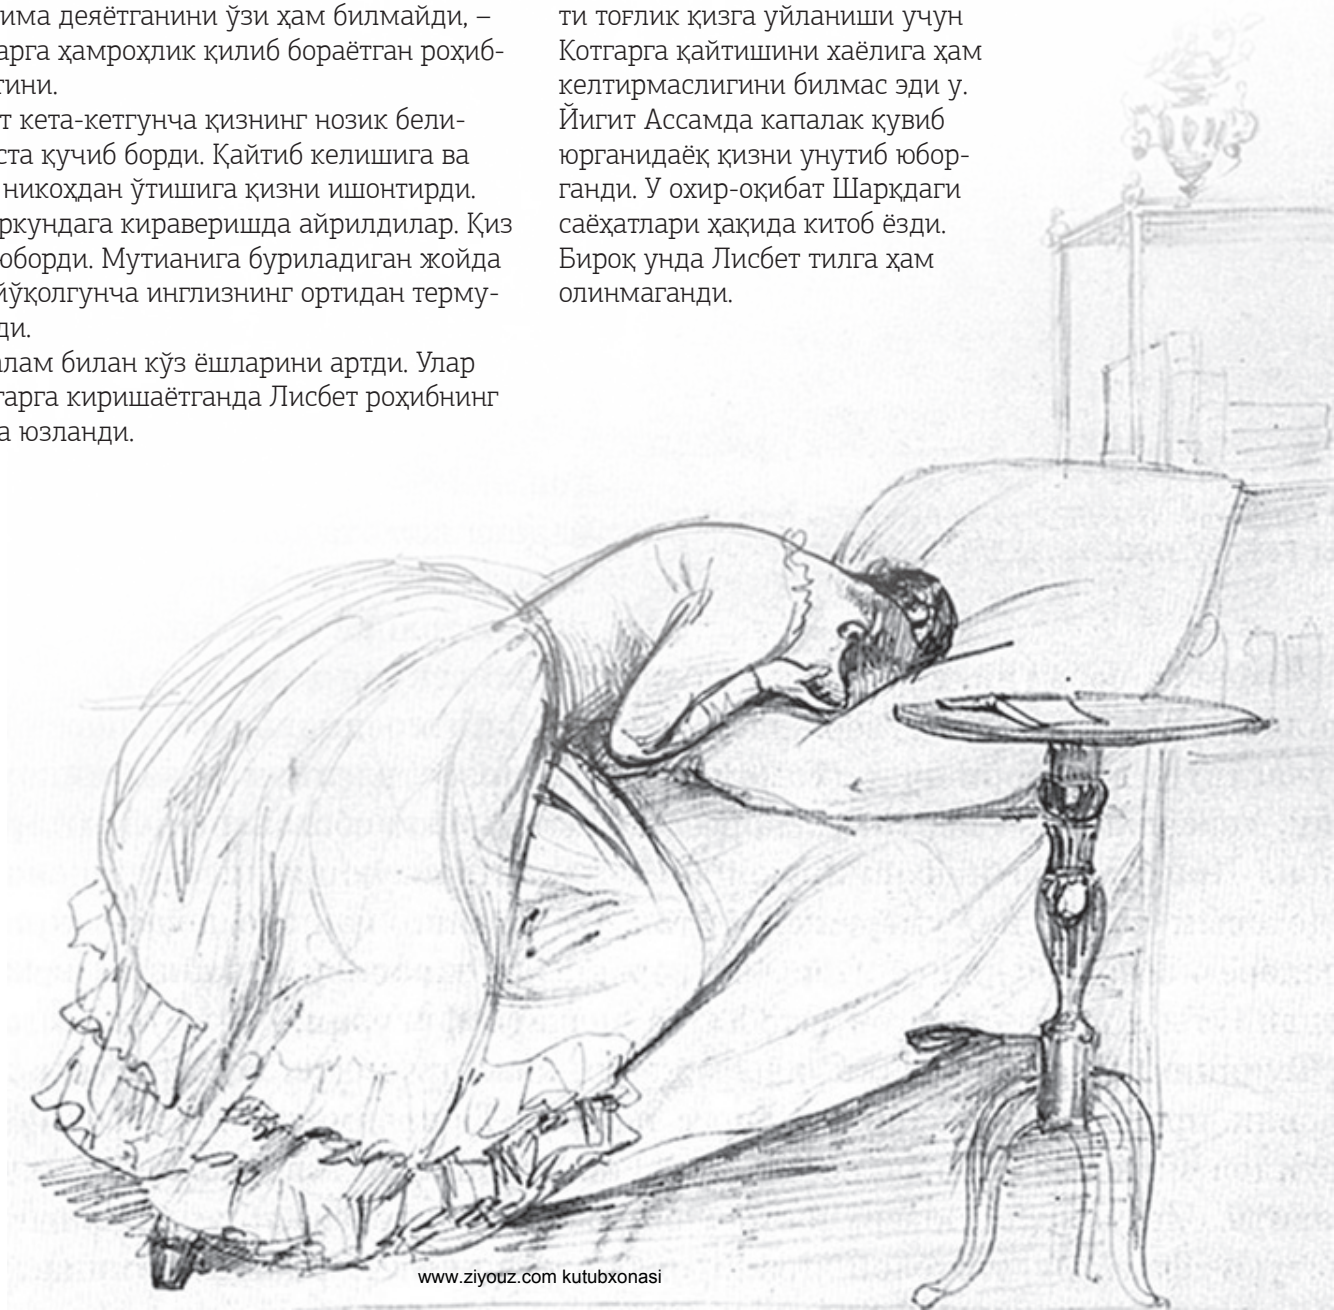 има деяётганини ўзи ҳам билмайди, –
арга ҳамроҳлик қилиб бораётган роҳиб-
гини.
т кета-кетгунча қизнинг нозик бели-
ста қучиб борди. Қайтиб келишига ва
никоҳдан ўтишига қизни ишонтирди.
ркундага кираверишда айрилдилар. Қиз
юборди. Мутианига буриладиган жойда
йўқолгунча инглизнинг ортидан терму-
ди.
алам билан кўз ёшларини артди. Улар
гарга киришаётганда Лисбет роҳибнинг
а юзланди.
ти тоғлик қизга уйланиши учун
Котгарга қайтишини хаёлига ҳам
келтирмаслигини билмас эди у.
Йигит Ассамда капалак қувиб
юрганидаёқ қизни унутиб юбор-
ганди. У охир-оқибат Шарқдаги
саёҳатлари ҳақида китоб ёзди.
Бироқ унда Лисбет тилга ҳам
олинмаганди.
www.ziyouz.com kutubxonasi